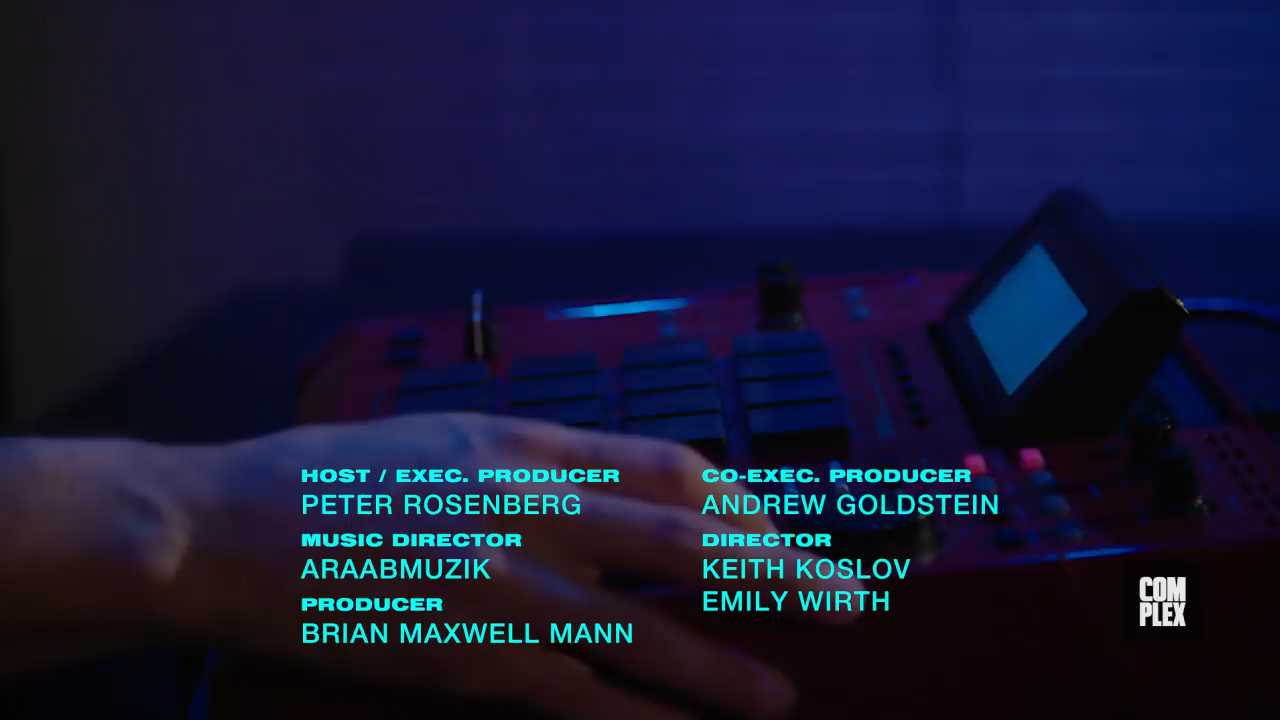 HOST / EXEC. PRODUCER
PETER ROSENBERG
MUSIC DIRECTOR
ARAABMUZIK
PRODUCER
BRIAN MAXWELL MANN
CO-EXEC. PRODUCER
ANDREW GOLDSTEIN
DIRECTOR
KEITH KOSLOV
EMILY WIRTH
COM
PLEX